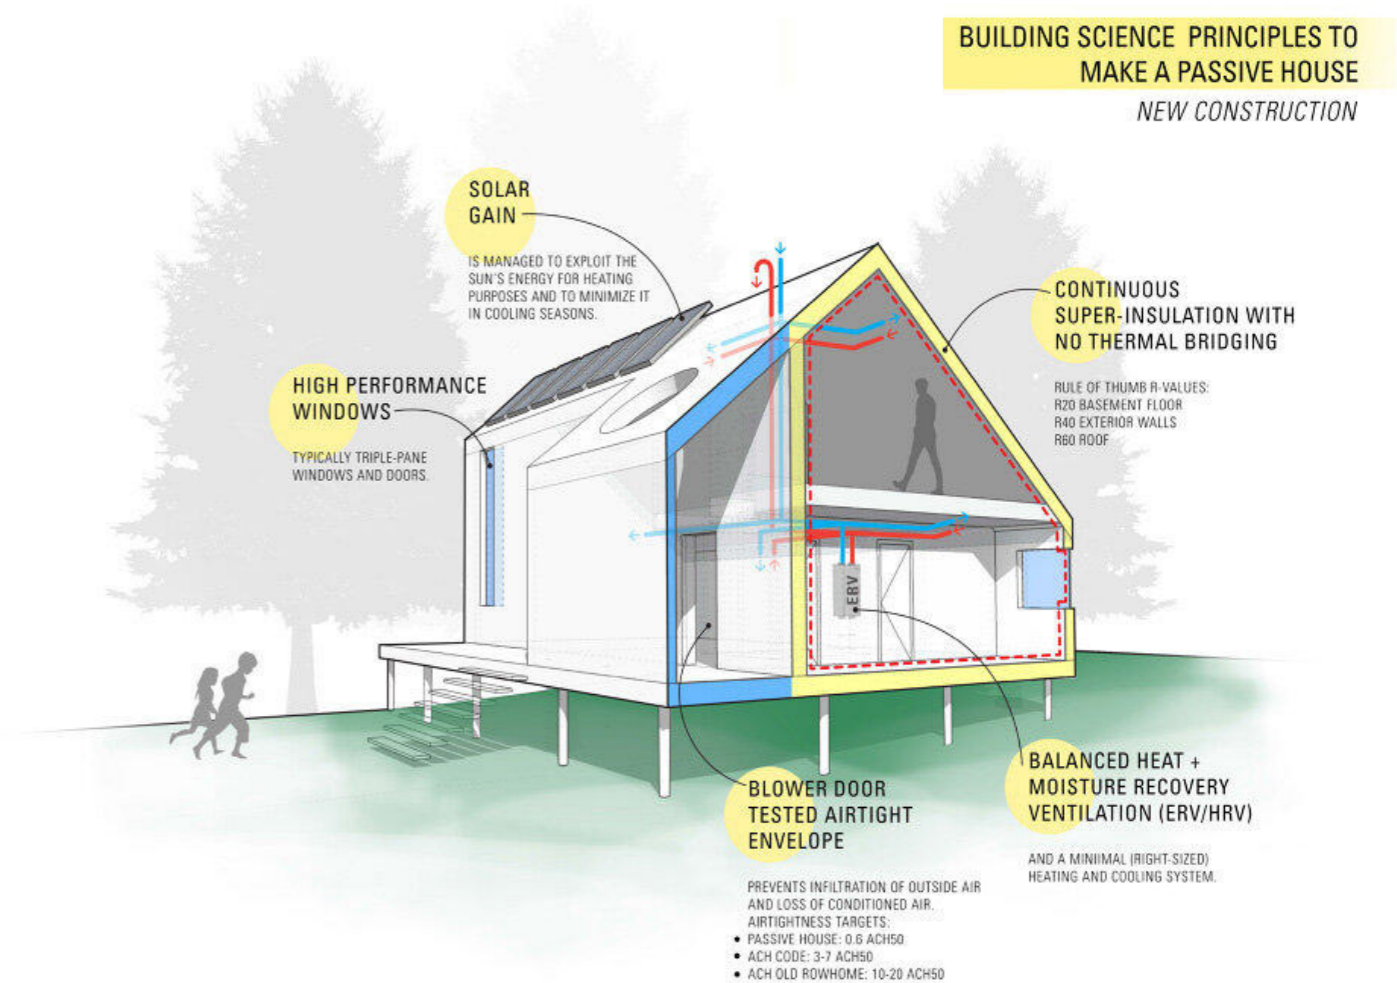 BUILDING SCIENCE PRINCIPLES TO
MAKE A PASSIVE HOUSE
NEW CONSTRUCTION
SOLAR
GAIN
IS MANAGED TO EXPLOIT THE
SUN'S ENERGY FOR HEATING
PURPOSES AND TO MINIMIZE IT
IN COOLING SEASONS.
CONTINUOUS
SUPER-INSULATION WITH
NO THERMAL BRIDGING
RULE OF THUMB R-VALUES:
R20 BASEMENT FLOOR
R40 EXTERIOR WALLS
R60 ROOF
HIGH PERFORMANCE
WINDOWS
TYPICALLY TRIPLE-PANE
WINDOWS AND DOORS.
ERV
BLOWER DOOR
TESTED AIRTIGHT
ENVELOPE
PREVENTS INFILTRATION OF OUTSIDE AIR
AND LOSS OF CONDITIONED AIR.
AIRTIGHTNESS TARGETS:
• PASSIVE HOUSE: 0.6 ACH50
• ACH CODE: 3-7 ACH50
• ACH OLD ROWHOME: 10-20 ACH50
BALANCED HEAT +
MOISTURE RECOVERY
VENTILATION (ERV/HRV)
AND A MINIIMAL (RIGHT-SIZED)
HEATING AND COOLING SYSTEM.